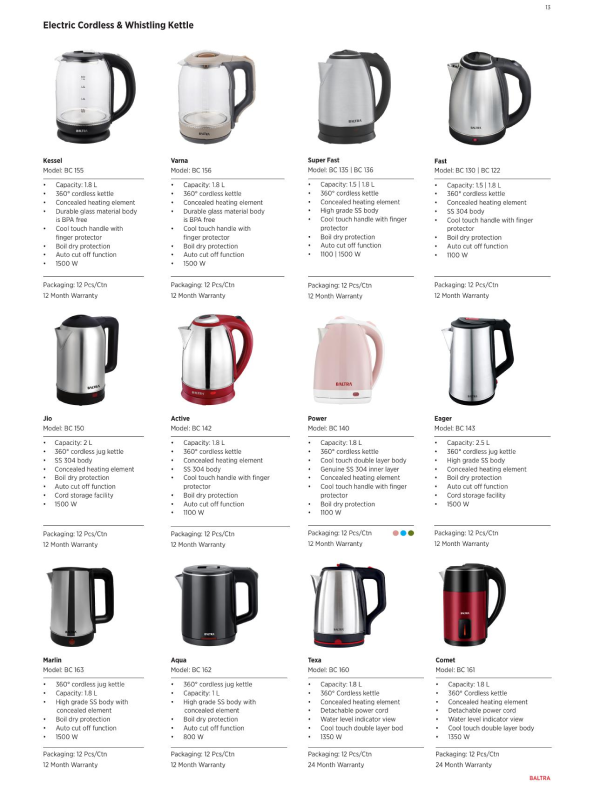 13
Electric Cordless & Whistling Kettle
Kessel
Model: BC 155
• Capacity: 1.8 L
• 360° cordless kettle
• Concealed heating element
• Durable glass material body
is BPA free
• Cool touch handle with
finger protector
• Boil dry protection
• Auto cut off function
• 1500 W
Packaging: 12 Pcs/Ctn
12 Month Warranty
Varna
Model: BC 156
• Capacity: 1.8 L
• 360° cordless kettle
• Concealed heating element
• Durable glass material body
is BPA free
• Cool touch handle with
finger protector
• Boil dry protection
• Auto cut off function
• 1500 W
Packaging: 12 Pcs/Ctn
12 Month Warranty
Super Fast
Model: BC 135 | BC 136
• Capacity: 1.5 | 1.8 L
• 360° cordless kettle
• Concealed heating element
• High grade SS body
• Cool touch handle with finger
protector
• Boil dry protection
• Auto cut off function
• 1100 | 1500 W
Packaging: 12 Pcs/Ctn
12 Month Warranty
Fast
Model: BC 130 | BC 122
• Capacity: 1.5 | 1.8 L
• 360° cordless kettle
• Concealed heating element
• SS 304 body
• Cool touch handle with finger
protector
• Boil dry protection
• Auto cut off function
• 1100 W
Packaging: 12 Pcs/Ctn
12 Month Warranty
Jio
Model: BC 150
• Capacity: 2 L
• 360° cordless jug kettle
• SS 304 body
• Concealed heating element
• Boil dry protection
• Auto cut off function
• Cord storage facility
• 1500 W
Packaging: 12 Pcs/Ctn
12 Month Warranty
Active
Model: BC 142
• Capacity: 1.8 L
• 360° cordless kettle
• Concealed heating element
• SS 304 body
• Cool touch handle with finger
protector
• Boil dry protection
• Auto cut off function
• 1100 W
Packaging: 12 Pcs/Ctn
12 Month Warranty
BALTRA
Power
Model: BC 140
• Capacity: 1.8 L
• 360° cordless kettle
• Cool touch double layer body
• Genuine SS 304 inner layer
• Concealed heating element
• Cool touch handle with finger
protector
• Boil dry protection
• 1100 W
Packaging: 12 Pcs/Ctn
12 Month Warranty
Eager
Model: BC 143
• Capacity: 2.5 L
• 360° cordless jug kettle
• High grade SS body
• Concealed heating element
• Boil dry protection
• Auto cut off function
• Cord storage facility
• 1500 W
Packaging: 12 Pcs/Ctn
12 Month Warranty
Marlin
Model: BC 163
• 360° cordless jug kettle
• Capacity: 1.8 L
• High grade SS body with
concealed element
• Boil dry protection
• Auto cut off function
• 1500 W
Packaging: 12 Pcs/Ctn
12 Month Warranty
Aqua
Model: BC 162
• 360° cordless jug kettle
• Capacity: 1 L
• High grade SS body with
concealed element
• Boil dry protection
• Auto cut off function
• 800 W
Packaging: 12 Pcs/Ctn
12 Month Warranty
Texa
Model: BC 160
• Capacity: 1.8 L
• 360° Cordless kettle
• Concealed heating element
• Detachable power cord
• Water level indicator view
• Cool touch double layer bod
• 1350 W
Packaging: 12 Pcs/Ctn
24 Month Warranty
Comet
Model: BC 161
• Capacity: 1.8 L
• 360° Cordless kettle
• Concealed heating element
• Detachable power cord
• Water level indicator view
• Cool touch double layer body
• 1350 W
Packaging: 12 Pcs/Ctn
24 Month Warranty
BALTRA